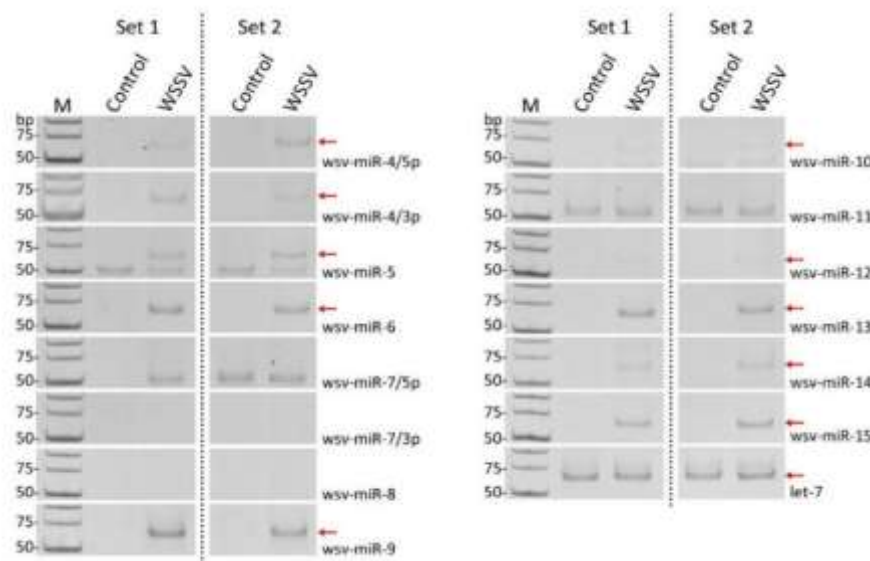 Set 1 Set 2
M Control WSSV Control WSSV
bp
75-
50-
wsv-miR-4/5p
75-
50-
wsv-miR-4/3p
75-
50-
wsv-miR-5
75-
50-
wsv-miR-6
75-
50-
wsv-miR-7/5p
75-
50-
wsv-miR-7/3p
75-
50-
wsv-miR-8
75-
50-
wsv-miR-9
Set 1 Set 2
M Control WSSV Control WSSV
bp
75-
50-
wsv-miR-10
75-
50-
wsv-miR-11
75-
50-
wsv-miR-12
75-
50-
wsv-miR-13
75-
50-
wsv-miR-14
75-
50-
wsv-miR-15
75-
50-
let-7